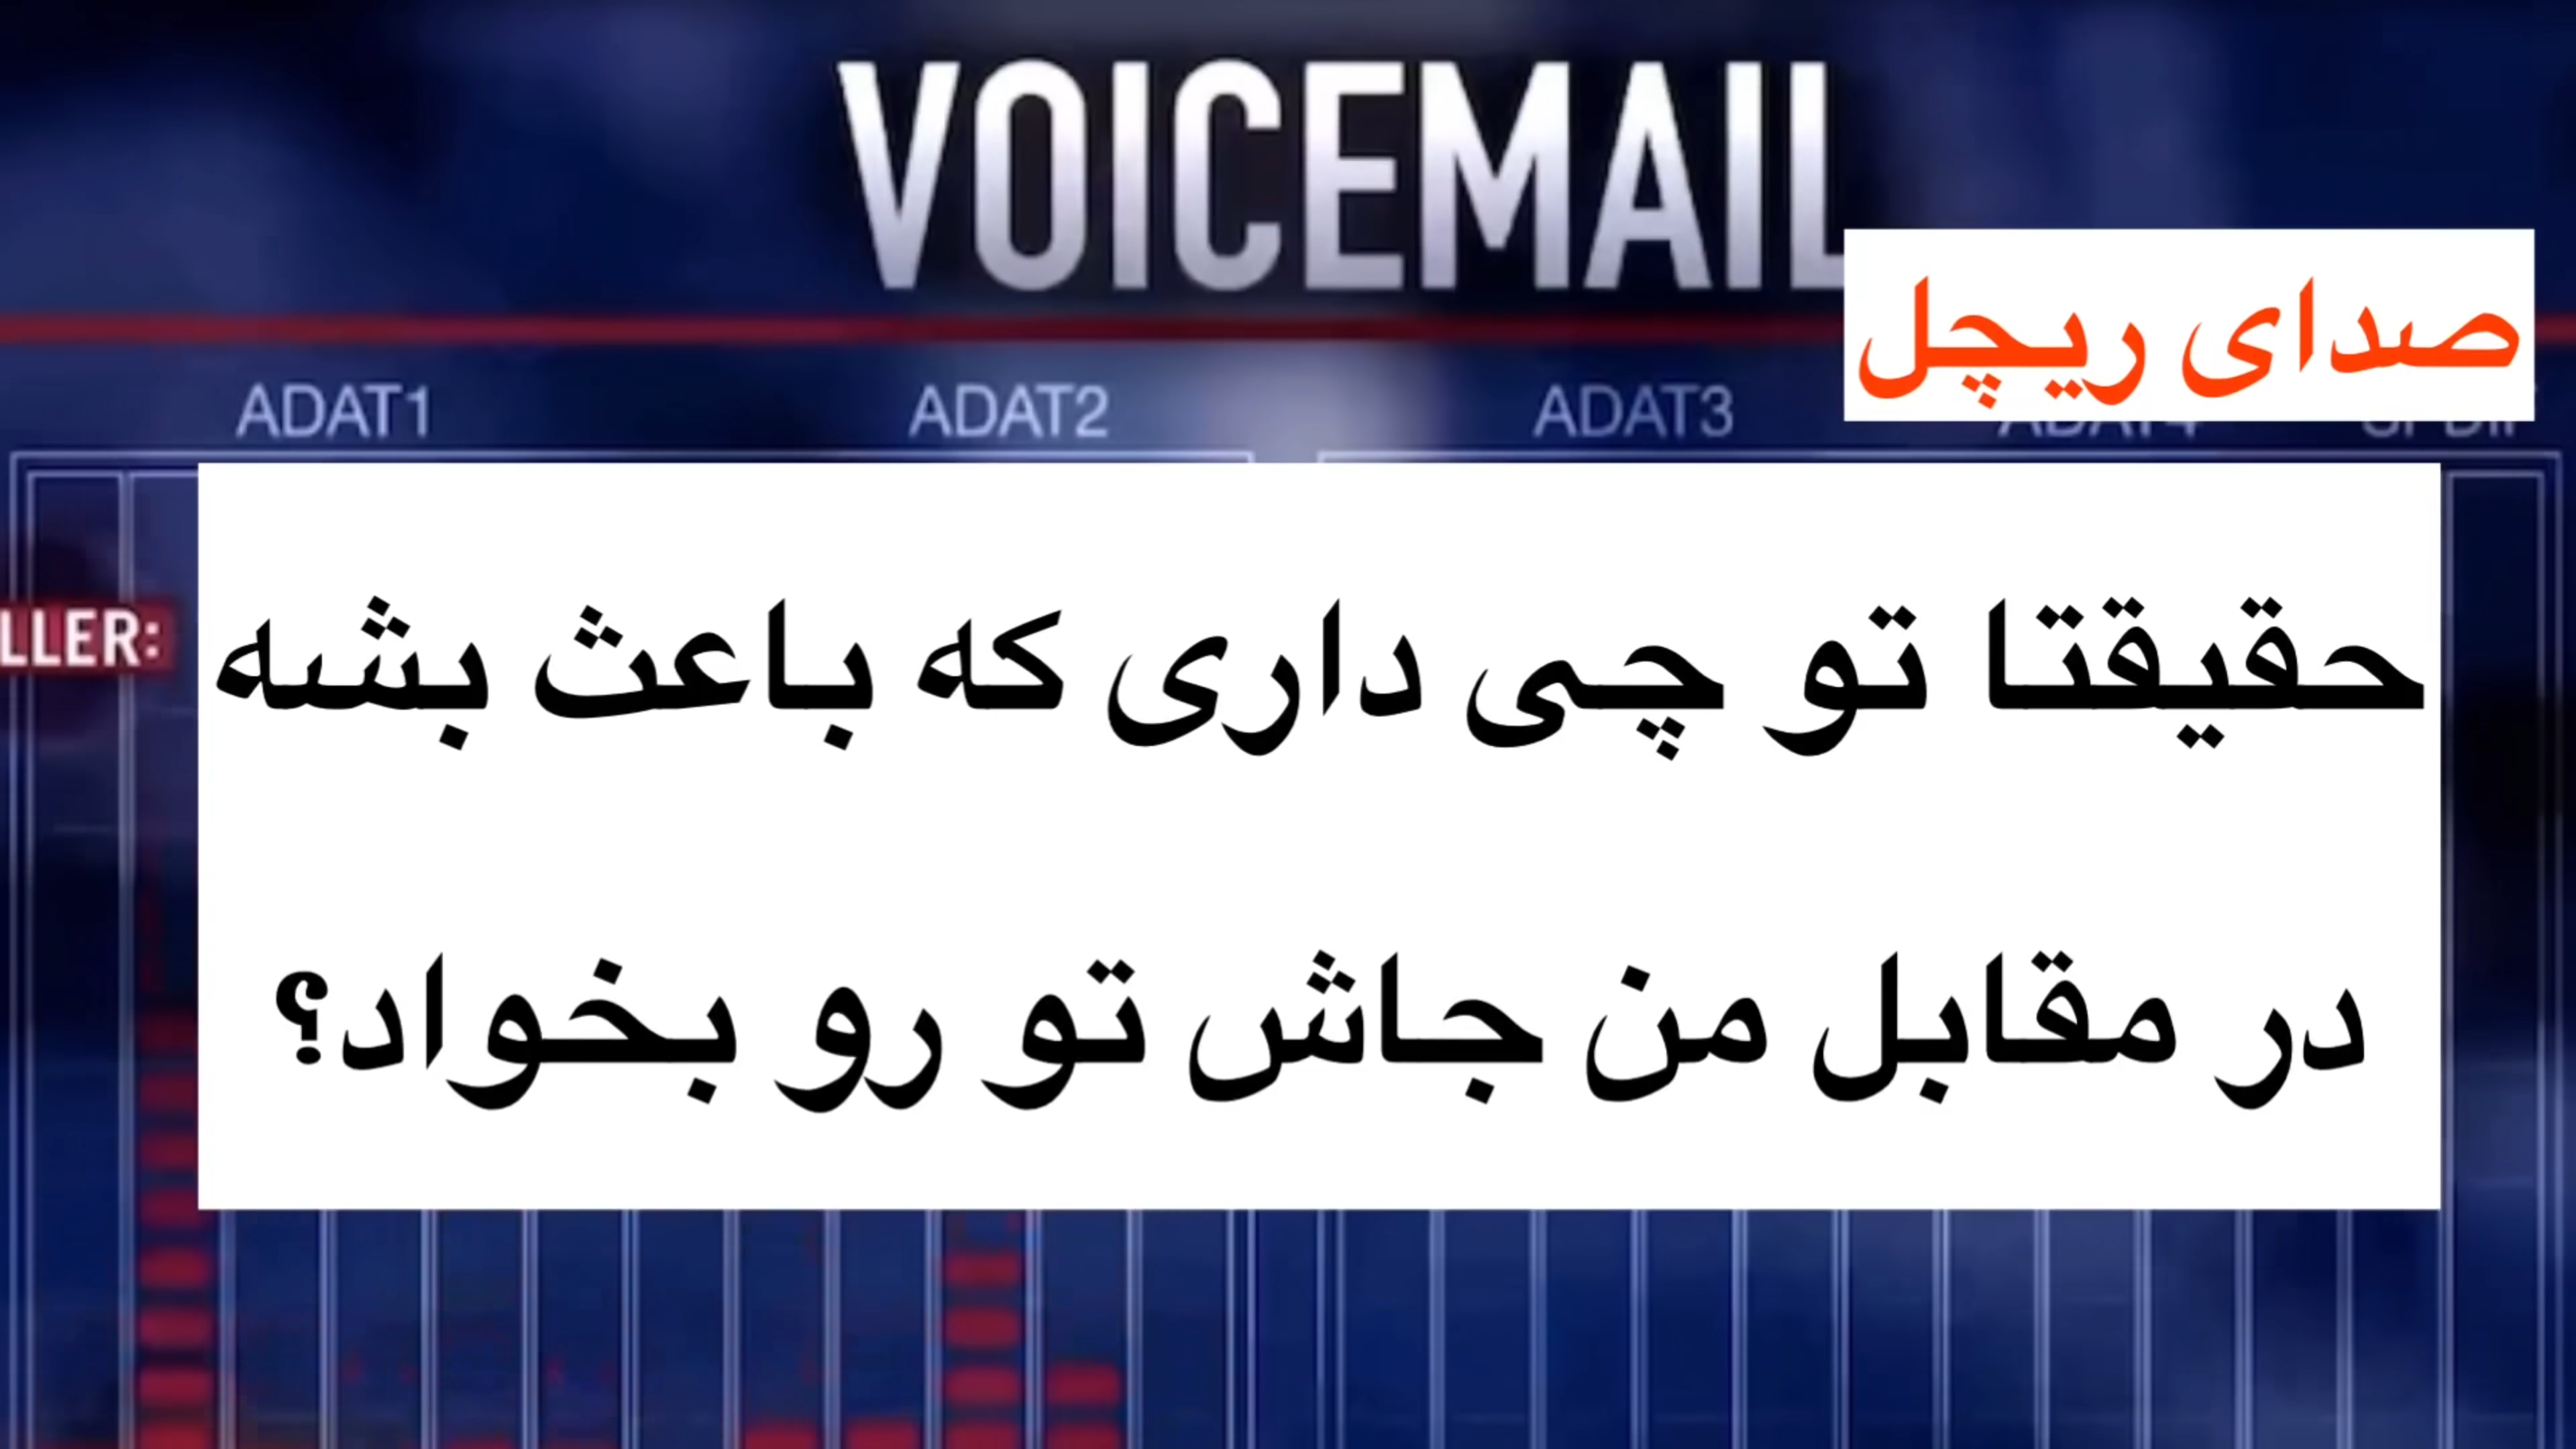 VOICEMAIL
صدای ریچل
ADAT1 ADAT2 ADAT3
LLER:
حقیقتا تو چی داری که باعث بشه
در مقابل من جاش تو رو بخواد؟